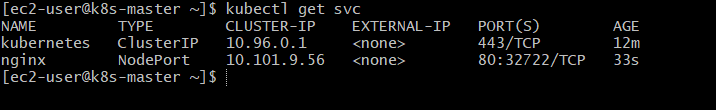 [ec2-user@k8s-master ~]$ kubectl get svc
NAME TYPE CLUSTER-IP EXTERNAL-IP PORT(S) AGE
kubernetes ClusterIP 10.96.0.1 <none> 443/TCP 12m
nginx NodePort 10.101.9.56 <none> 80:32722/TCP 33s
[ec2-user@k8s-master ~]$